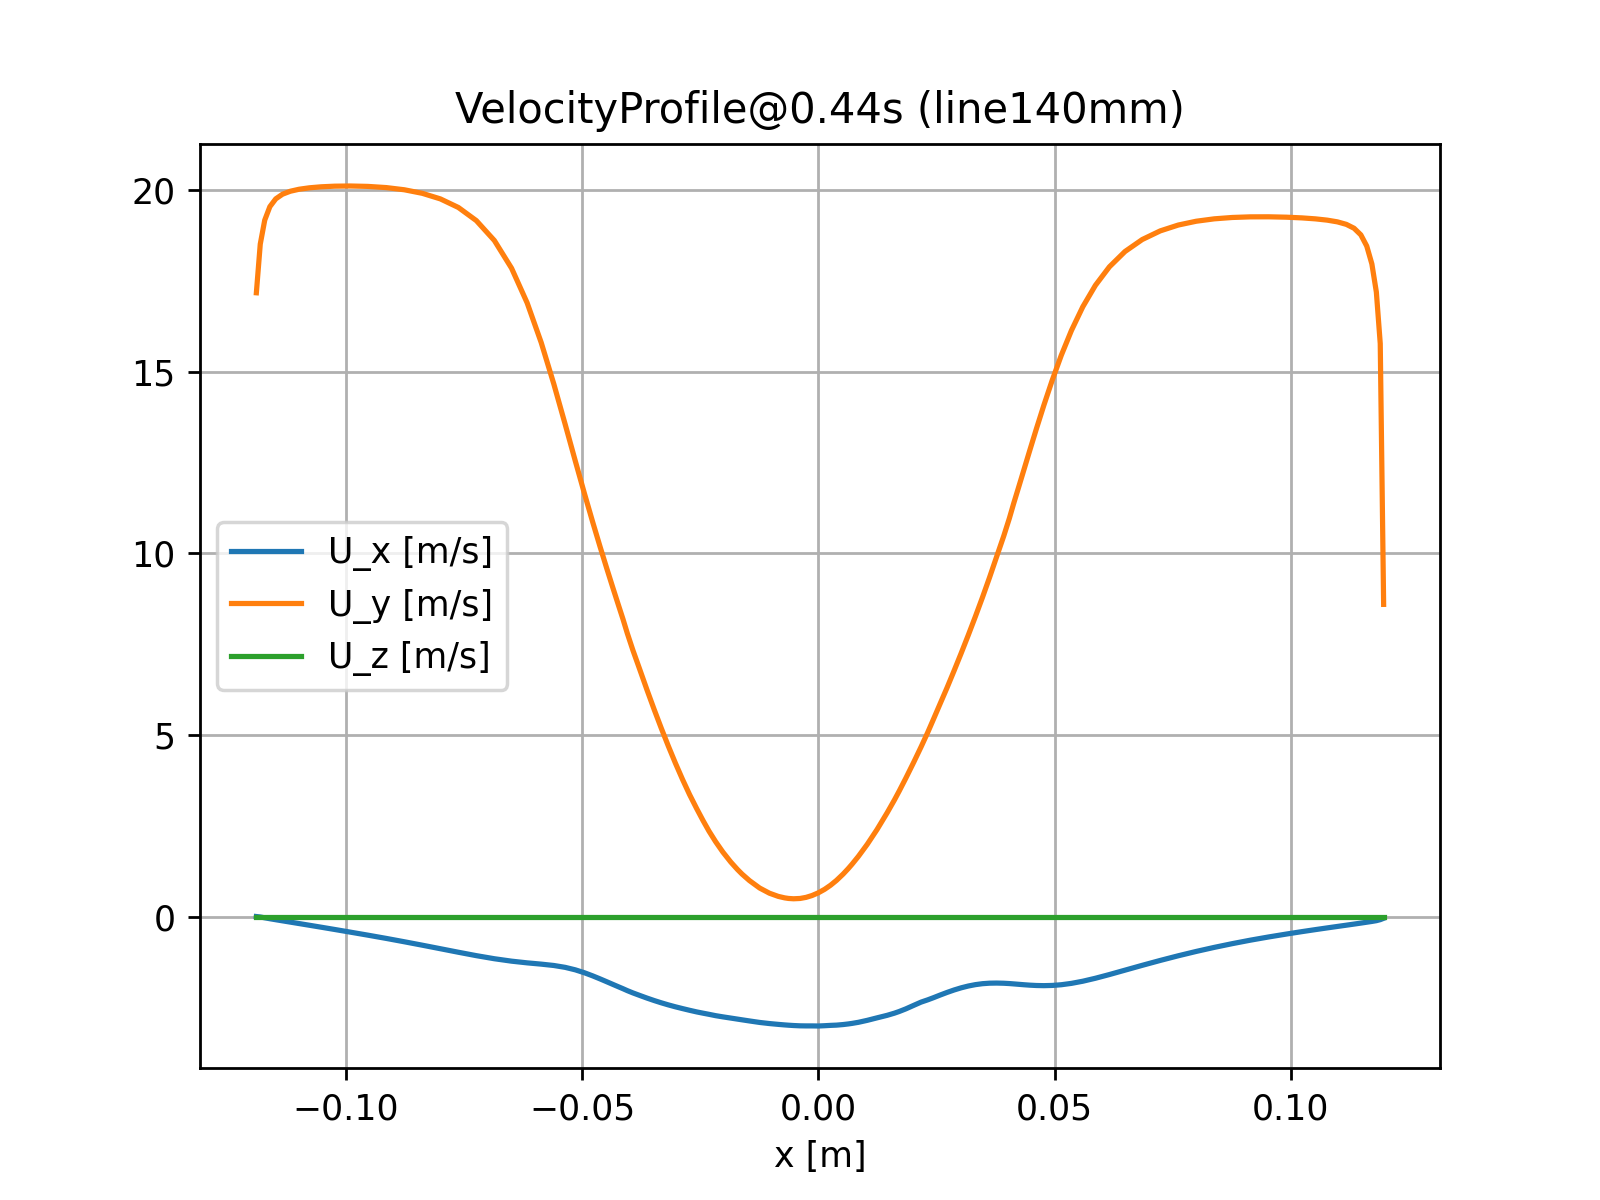 VelocityProfile@0.44s (line140mm)
20
15
10
5
0
U_x [m/s]
U_y [m/s]
U_z [m/s]
−0.10 −0.05 0.00 0.05 0.10
x [m]